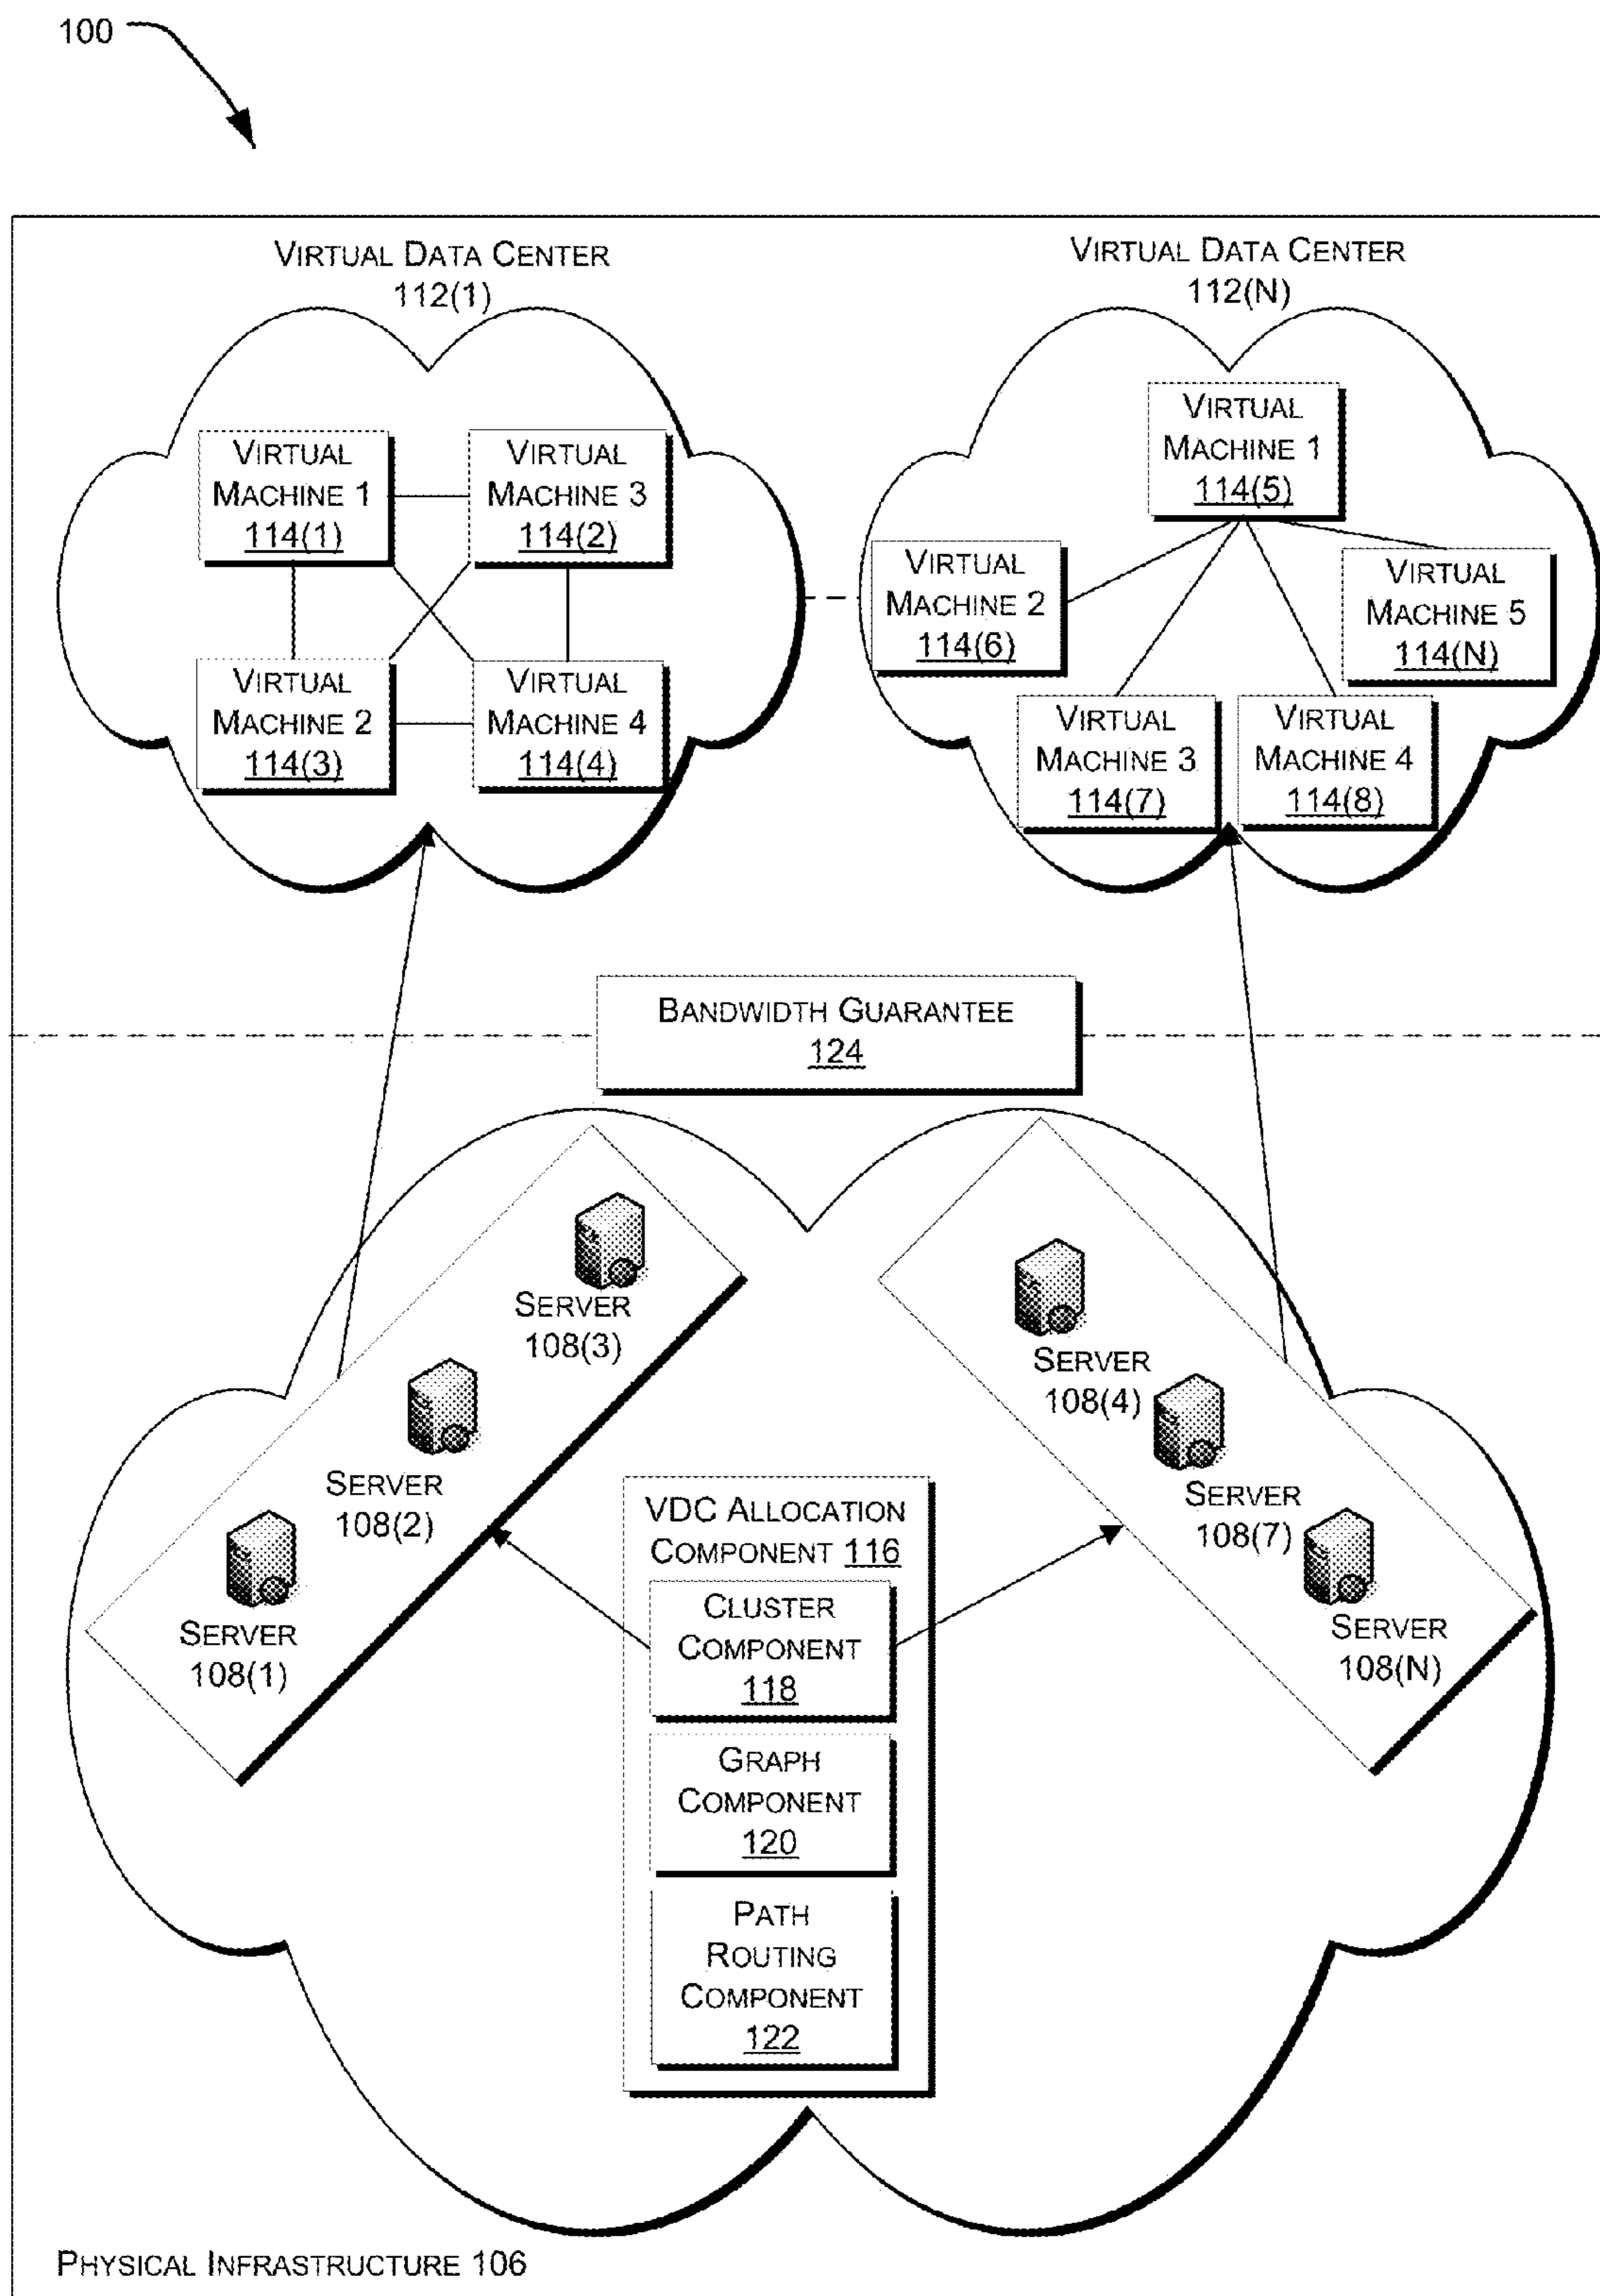 100
VIRTUAL DATA CENTER
112(1)
VIRTUAL DATA CENTER
112(N)
VIRTUAL
MACHINE 1
114(1)
VIRTUAL
MACHINE 3
114(2)
VIRTUAL
MACHINE 2
114(3)
VIRTUAL
MACHINE 4
114(4)
VIRTUAL
MACHINE 1
114(5)
VIRTUAL
MACHINE 2
114(6)
VIRTUAL
MACHINE 5
114(N)
VIRTUAL
MACHINE 3
114(7)
VIRTUAL
MACHINE 4
114(8)
BANDWIDTH GUARANTEE
124
SERVER
108(3)
SERVER
108(2)
SERVER
108(1)
SERVER
108(4)
SERVER
108(7)
SERVER
108(N)
VDC ALLOCATION
COMPONENT 116
CLUSTER
COMPONENT
118
GRAPH
COMPONENT
120
PATH
ROUTING
COMPONENT
122
PHYSICAL INFRASTRUCTURE 106